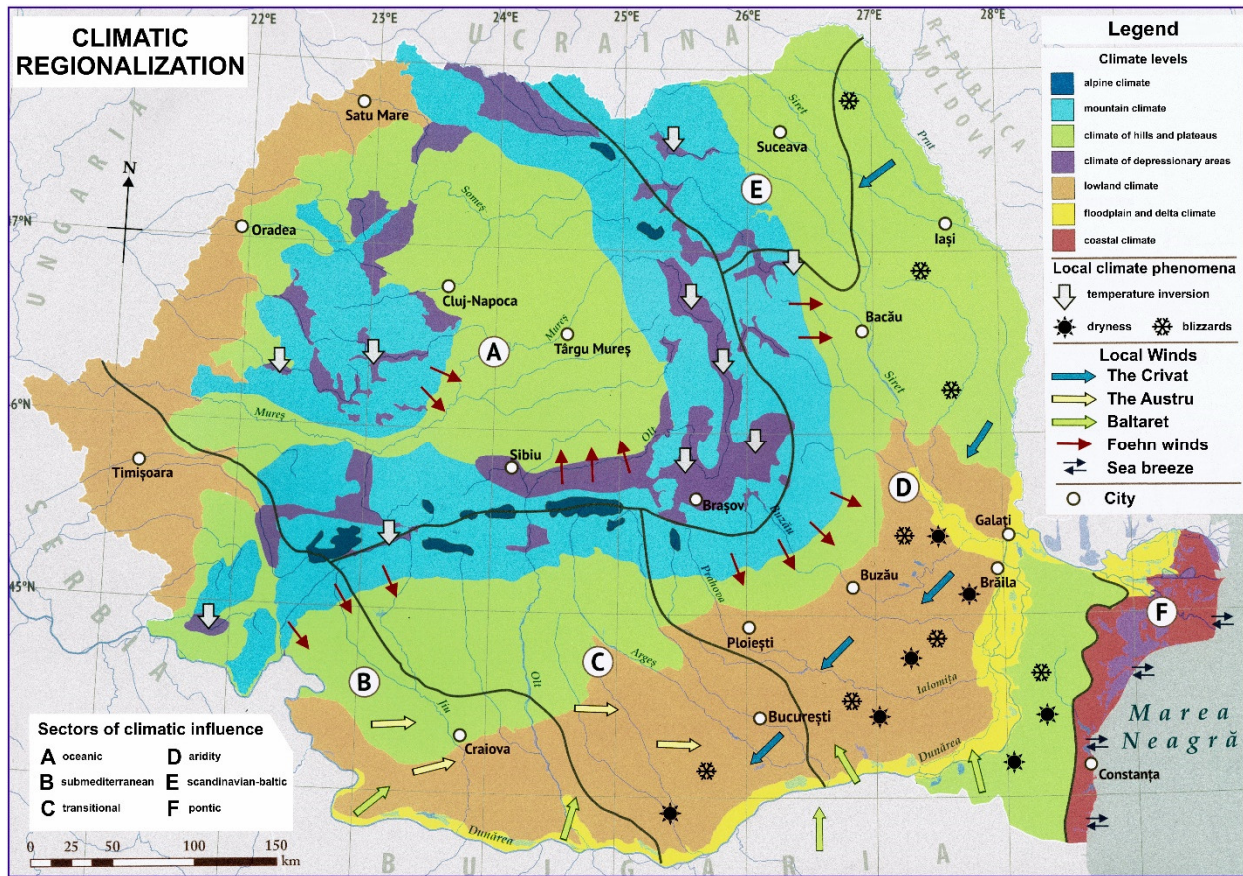 CLIMATIC
REGIONALIZATION
22°E
23°E
24°E
25°E
26°E
27°E
28°E
UCRAINA
REPUBLICA
MOLDOVA
UNGARIA
SERBIA
BULGARIA
N
47°N
46°N
45°N
Satu Mare
Suceava
Siret
Prut
E
Someș
Oradea
Iași
Cluj-Napoca
Mureș
Târgu Mureș
A
Bacău
Siret
Mureș
Olt
Timișoara
Sibiu
Brașov
Buzău
D
Galați
Brăila
Buzău
Prahova
Ploiești
F
B
C
Argeș
Olt
Jiu
Ialomița
București
Craiova
Dunărea
Dunărea
Constanța
Marea
Neagră
Legend
Climate levels
alpine climate
mountain climate
climate of hills and plateaus
climate of depressionary areas
lowland climate
floodplain and delta climate
coastal climate
Local climate phenomena
temperature inversion
dryness
blizzards
Local Winds
The Crivat
The Austru
Baltaret
Foehn winds
Sea breeze
City
Sectors of climatic influence
A oceanic
B submediterranean
C transitional
D aridity
E scandinavian-baltic
F pontic
0 25 50 100 150
km